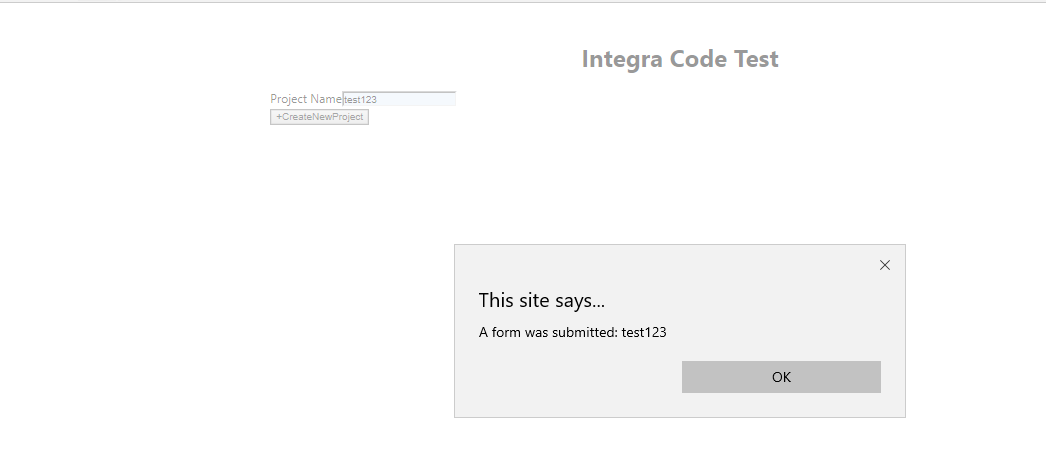 Integra Code Test
Project Name test123
+CreateNewProject
This site says...
A form was submitted: test123
OK